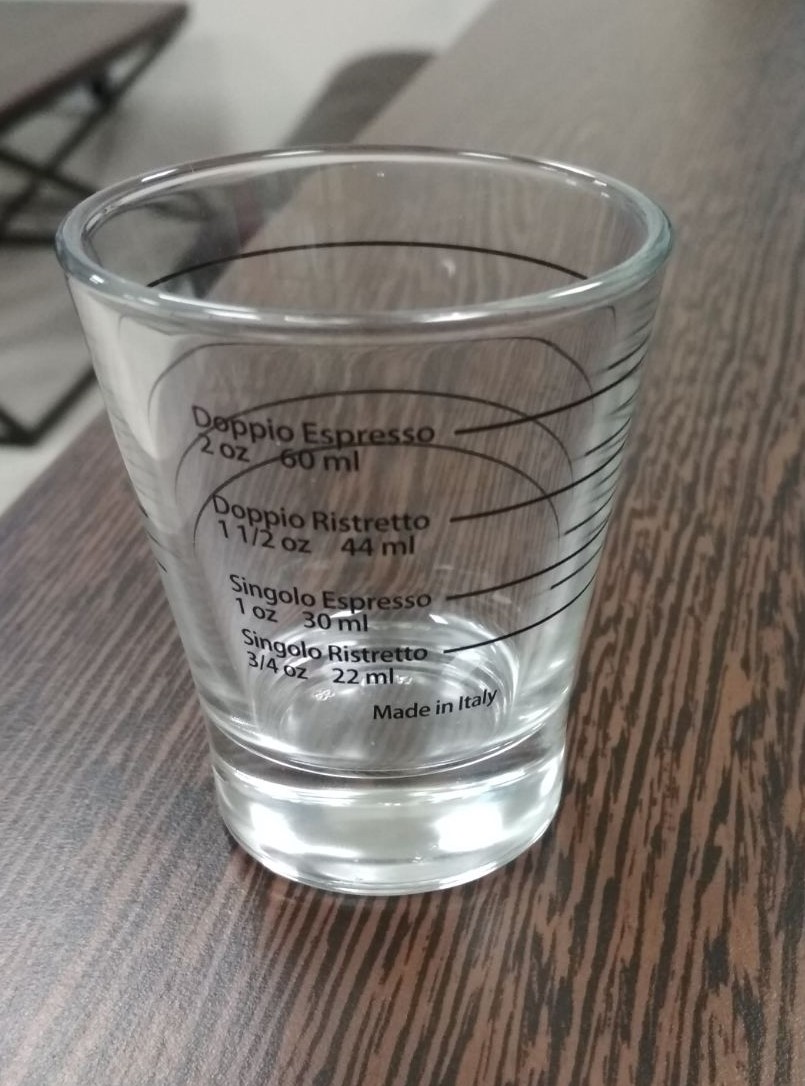 Doppio Espresso
2 oz 60 ml
Doppio Ristretto
1 1/2 oz 44 ml
Singolo Espresso
1 oz 30 ml
Singolo Ristretto
3/4 oz 22 ml
Made in Italy